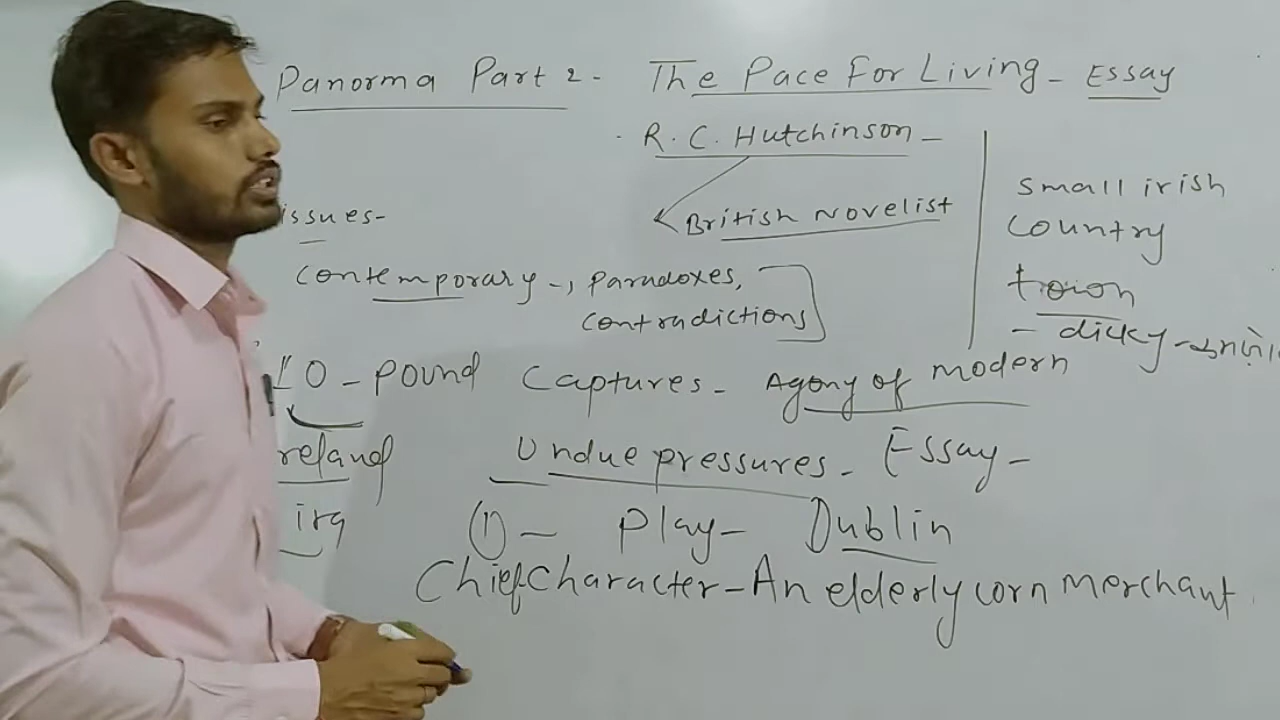 Panorma Part 2 - The Pace For Living - Essay
R. C. Hutchinson -
British Novelist
small irish
country
town
- dicky -
issues-
contemporary -, paradoxes,
contradictions
10 - pound captures - Agony of modern
Undue pressures - Essay -
① - Play - Dublin
Chief Character - An elderly corn merchant